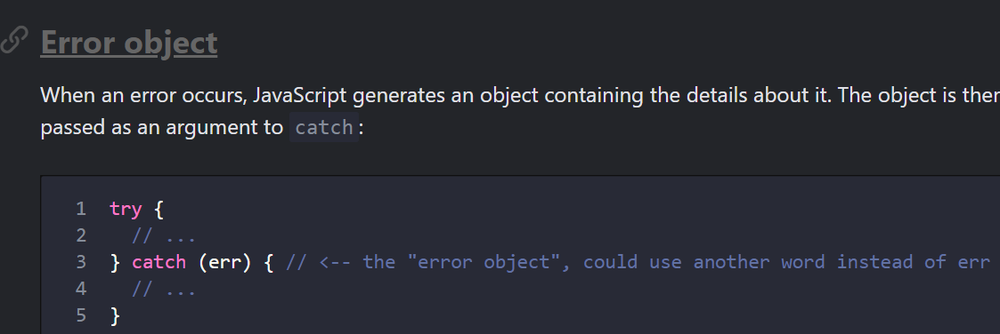 Error object
When an error occurs, JavaScript generates an object containing the details about it. The object is then
passed as an argument to catch:
1 try {
2 // ...
3 } catch (err) { // <-- the "error object", could use another word instead of err
4 // ...
5 }